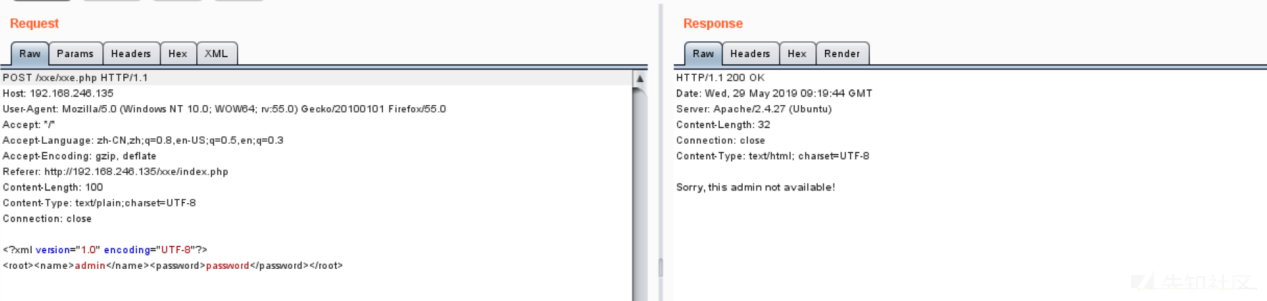 Request
Raw Params Headers Hex XML
POST /xxe/xxe.php HTTP/1.1
Host: 192.168.246.135
User-Agent: Mozilla/5.0 (Windows NT 10.0; WOW64; rv:55.0) Gecko/20100101 Firefox/55.0
Accept: */*
Accept-Language: zh-CN,zh;q=0.8,en-US;q=0.5,en;q=0.3
Accept-Encoding: gzip, deflate
Referer: http://192.168.246.135/xxe/index.php
Content-Length: 100
Content-Type: text/plain;charset=UTF-8
Connection: close
<?xml version="1.0" encoding="UTF-8"?>
<root><name>admin</name><password>password</password></root>
Response
Raw Headers Hex Render
HTTP/1.1 200 OK
Date: Wed, 29 May 2019 09:19:44 GMT
Server: Apache/2.4.27 (Ubuntu)
Content-Length: 32
Connection: close
Content-Type: text/html; charset=UTF-8
Sorry, this admin not available!
先知社区